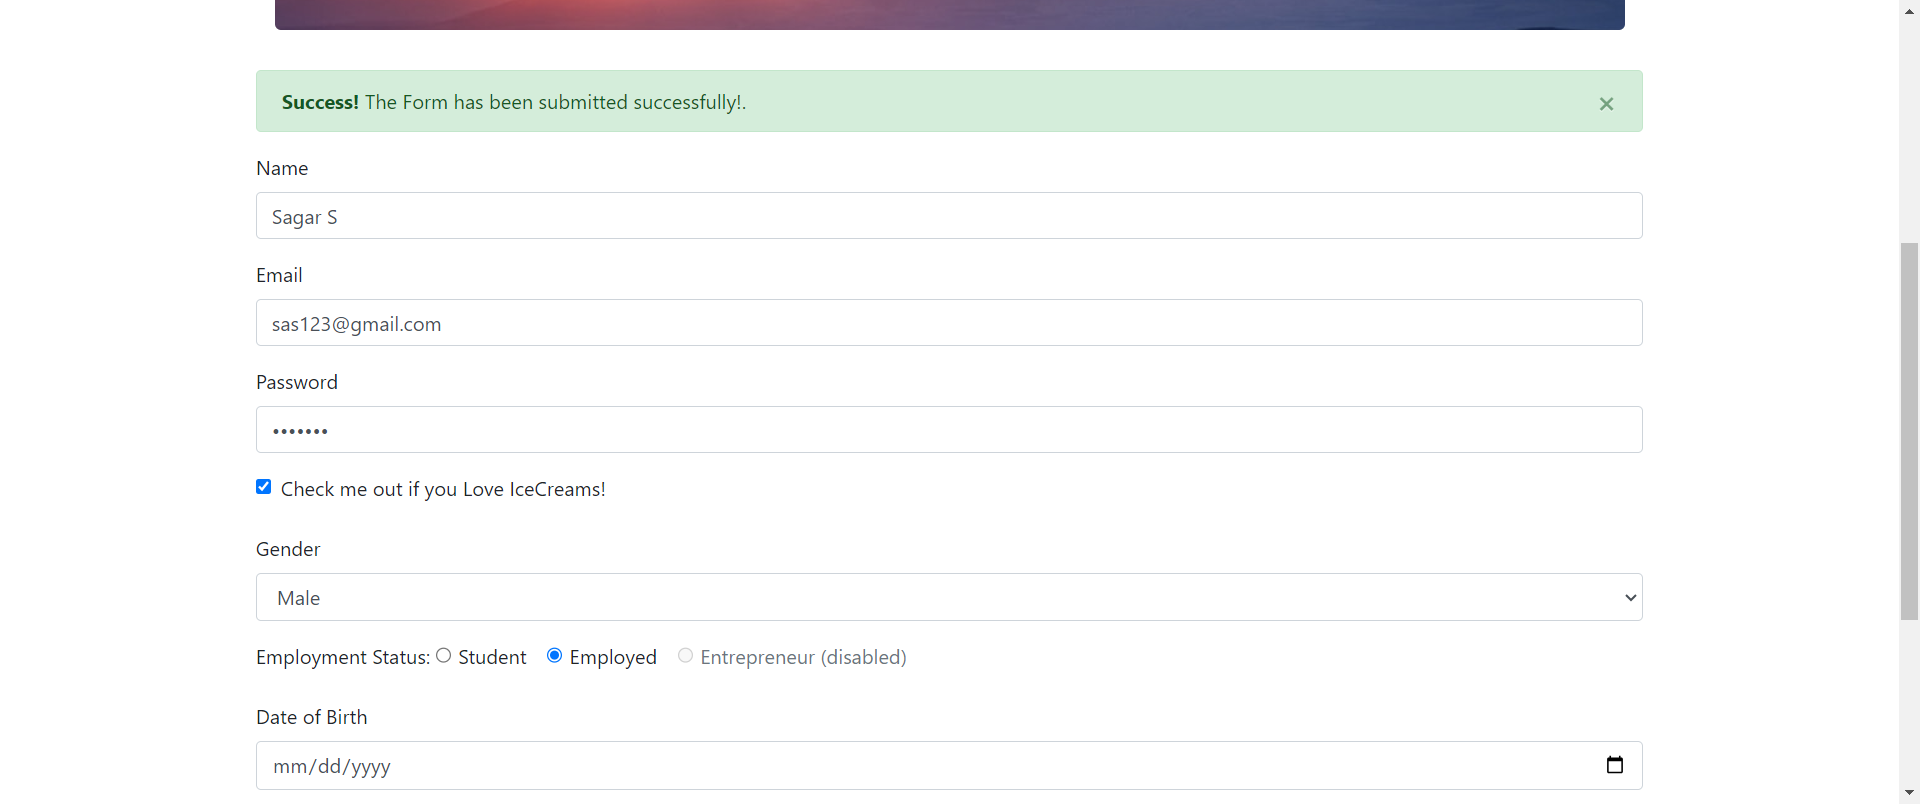 Success! The Form has been submitted successfully!. ×
Name
Sagar S
Email
sas123@gmail.com
Password
•••••••
Check me out if you Love IceCreams!
Gender
Male
Employment Status: Student Employed Entrepreneur (disabled)
Date of Birth
mm/dd/yyyy